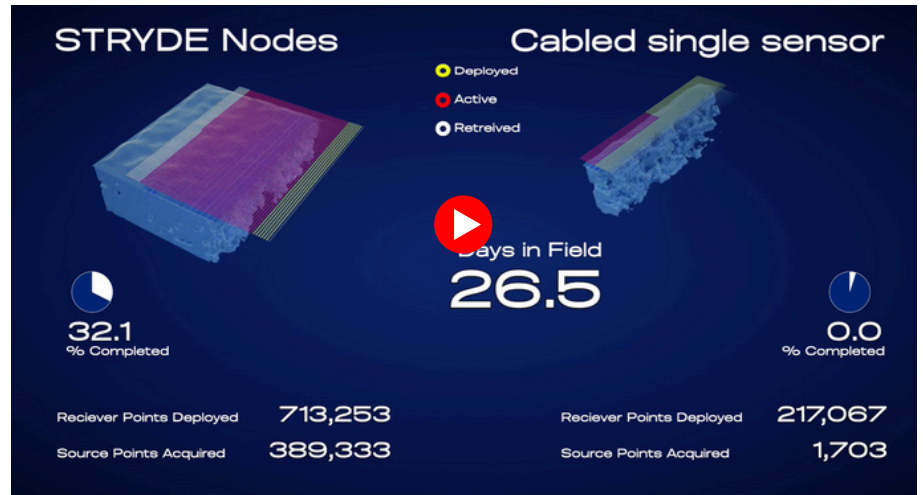 STRYDE Nodes
Cabled single sensor
Deployed
Active
Retreived
Days in Field
26.5
32.1
% Completed
0.0
% Completed
Reciever Points Deployed 713,253
Source Points Acquired 389,333
Reciever Points Deployed 217,067
Source Points Acquired 1,703